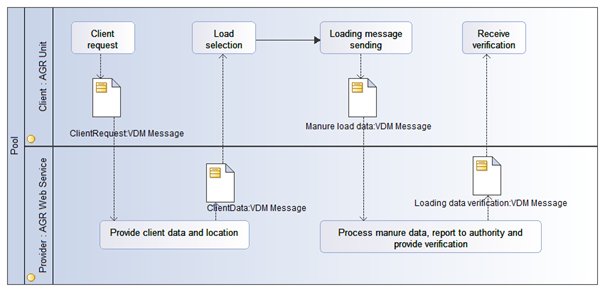 Pool
Client : AGR Unit
Client
request
Load
selection
Loading message
sending
Receive
verification
ClientRequest:VDM Message
Manure load data:VDM Message
Provider : AGR Web Service
ClientData:VDM Message
Loading data verification:VDM Message
Provide client data and location
Process manure data, report to authority and
provide verification